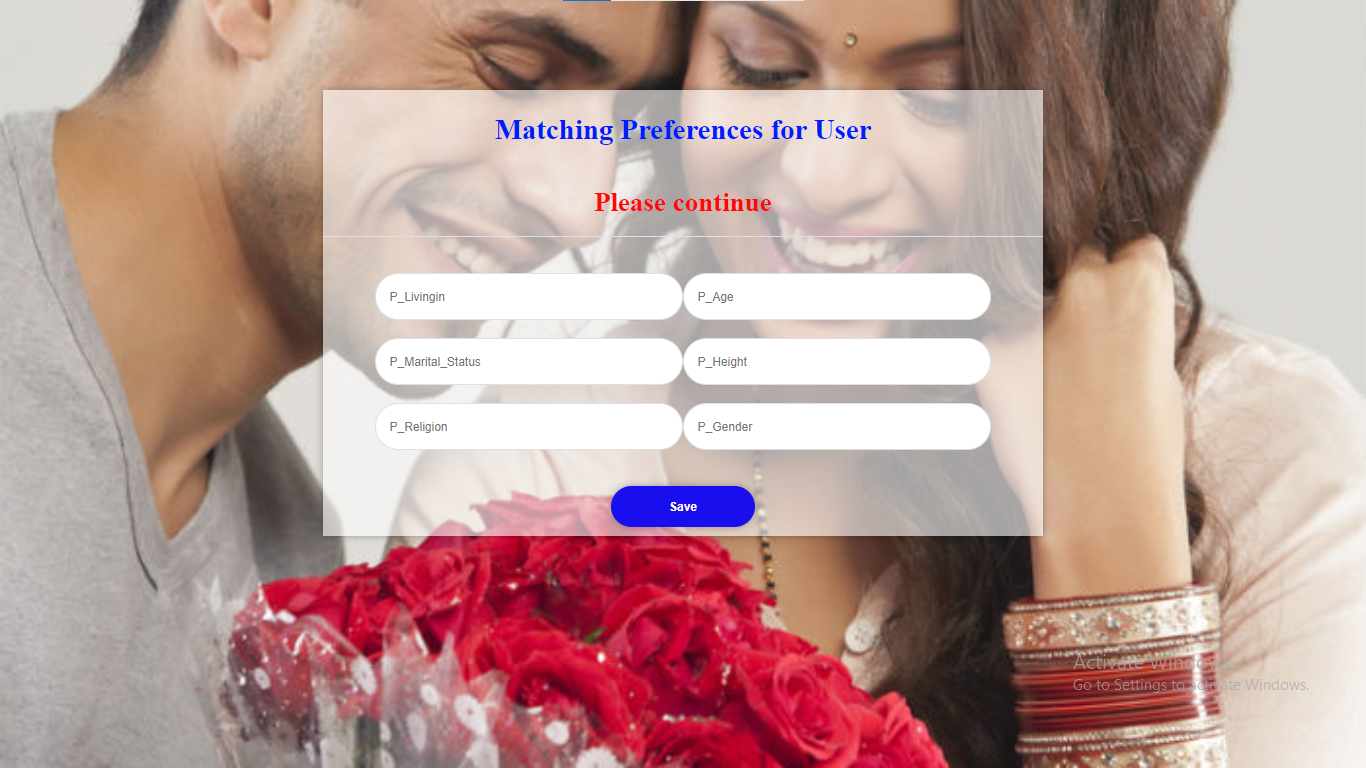 Matching Preferences for User
Please continue
P_Livingin
P_Age
P_Marital_Status
P_Height
P_Religion
P_Gender
Save
Activate Windows
Go to Settings to activate Windows.